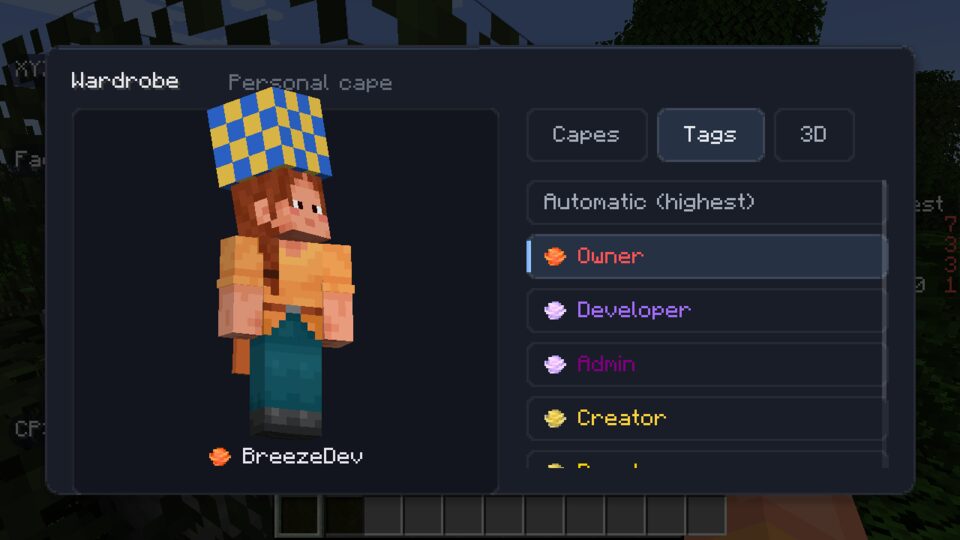 Wardrobe
Personal cape
Capes
Tags
3D
Automatic (highest)
Owner
Developer
Admin
Creator
BreezeDev